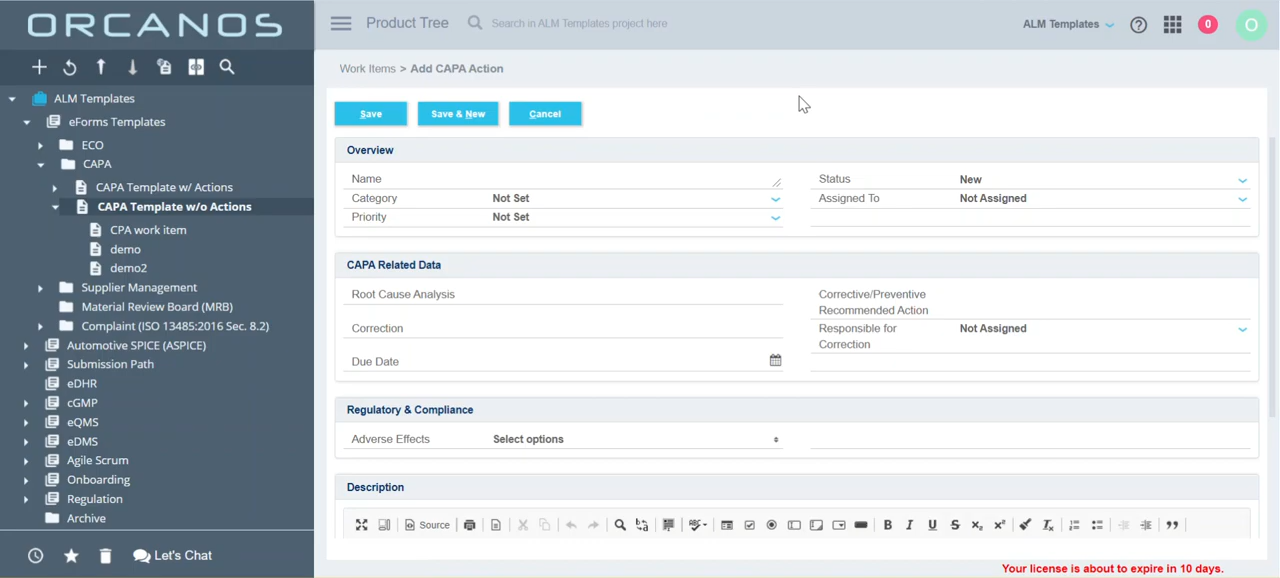 ORCANOS
Product Tree
Search in ALM Templates project here
ALM Templates
0
O
Work Items > Add CAPA Action
Save
Save & New
Cancel
ALM Templates
eForms Templates
ECO
CAPA
CAPA Template w/ Actions
CAPA Template w/o Actions
CPA work item
demo
demo2
Supplier Management
Material Review Board (MRB)
Complaint (ISO 13485:2016 Sec. 8.2)
Automotive SPICE (ASPICE)
Submission Path
eDHR
cGMP
eQMS
eDMS
Agile Scrum
Onboarding
Regulation
Archive
Let's Chat
Overview
Name
Status New
Category Not Set
Assigned To Not Assigned
Priority Not Set
CAPA Related Data
Root Cause Analysis
Corrective/Preventive
Recommended Action
Correction
Responsible for
Correction
Not Assigned
Due Date
Regulatory & Compliance
Adverse Effects Select options
Description
Source
Your license is about to expire in 10 days.